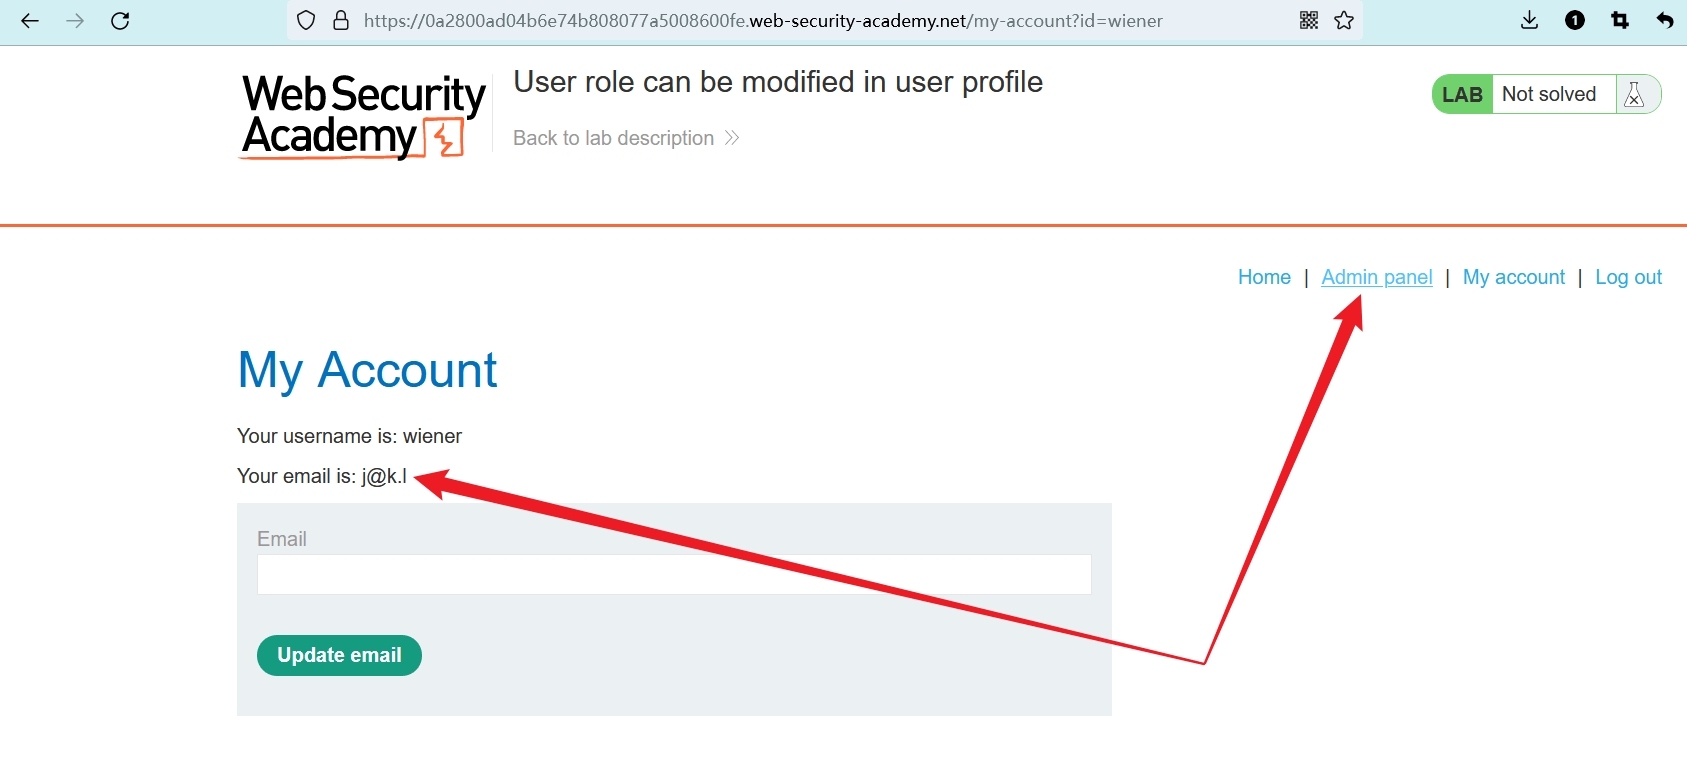 https://0a2800ad04b6e74b808077a5008600fe.web-security-academy.net/my-account?id=wiener
1
Web Security
Academy
User role can be modified in user profile
Back to lab description
LAB Not solved
Home | Admin panel | My account | Log out
My Account
Your username is: wiener
Your email is: j@k.l
Email
Update email